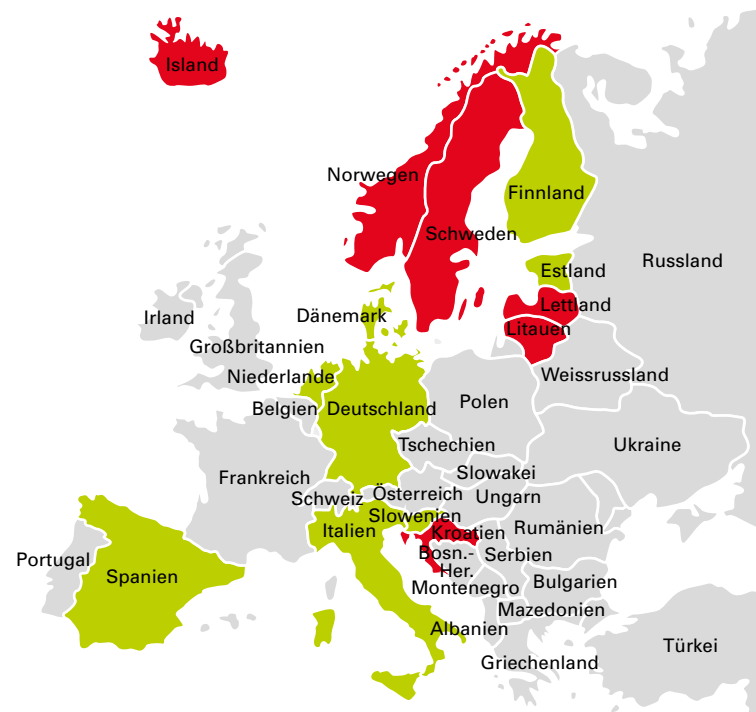 Island
Norwegen
Finnland
Schweden
Russland
Estland
Lettland
Irland
Dänemark
Litauen
Großbritannien
Niederlande
Weissrussland
Belgien
Deutschland
Polen
Tschechien
Ukraine
Slowakei
Frankreich
Schweiz
Österreich
Ungarn
Slowenien
Italien
Kroatien
Rumänien
Bosn.-
Her.
Serbien
Portugal
Spanien
Montenegro
Bulgarien
Mazedonien
Albanien
Türkei
Griechenland